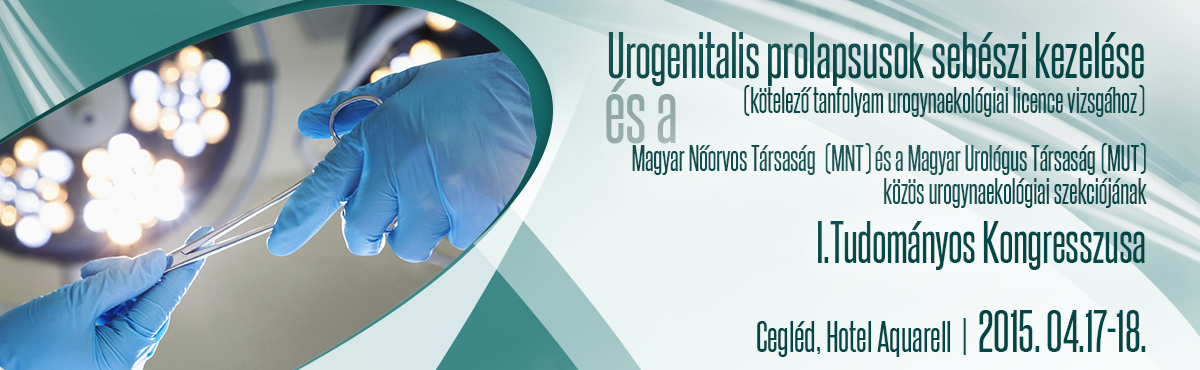 Urogenitalis prolapsusok sebészi kezelése
(kötelező tanfolyam urogynaekológiai licence vizsgához)
és a
Magyar Nőorvos Társaság (MNT) és a Magyar Urológus Társaság (MUT)
közös urogynaekológiai szekciójának
I.Tudományos Kongresszusa
Cegléd, Hotel Aquarell | 2015. 04.17-18.